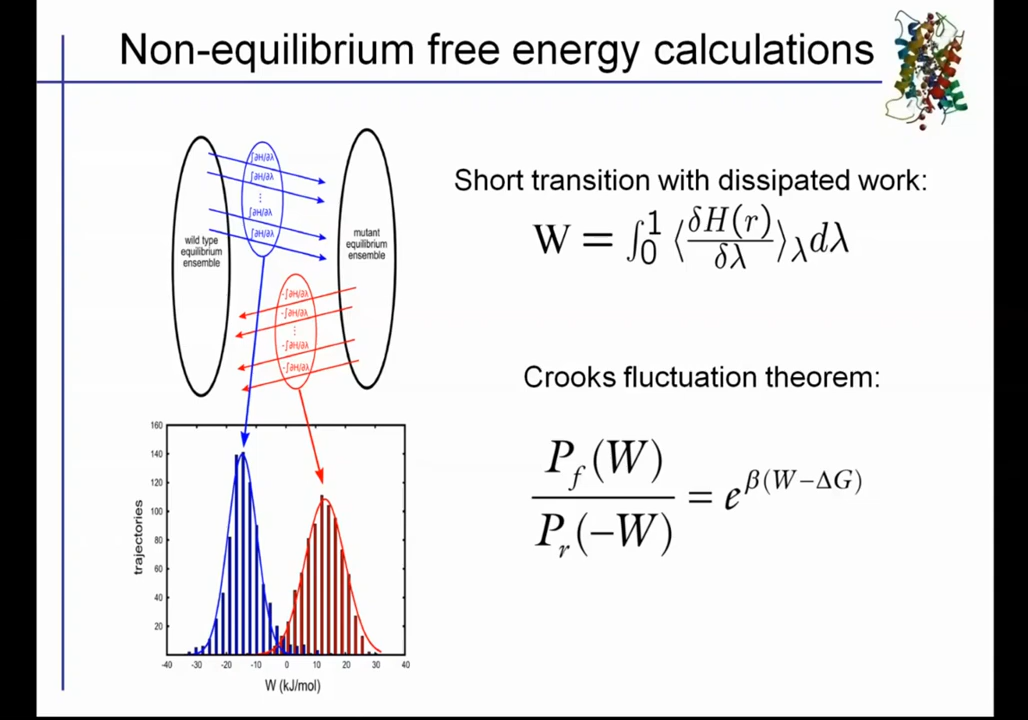 Non-equilibrium free energy calculations
∫∂H/∂λ
∫∂H/∂λ
⋮
∫∂H/∂λ
∫∂H/∂λ
wild type
equilibrium
ensemble
mutant
equilibrium
ensemble
-∫∂H/∂λ
-∫∂H/∂λ
⋮
-∫∂H/∂λ
-∫∂H/∂λ
Short transition with dissipated work:
W = ∫₀¹ ⟨δH(r)/δλ⟩_λ dλ
Crooks fluctuation theorem:
P_f(W)/P_r(−W) = e^{β(W−ΔG)}
trajectories
160
140
120
100
80
60
40
20
-40 -30 -20 -10 0 10 20 30 40
W (kJ/mol)